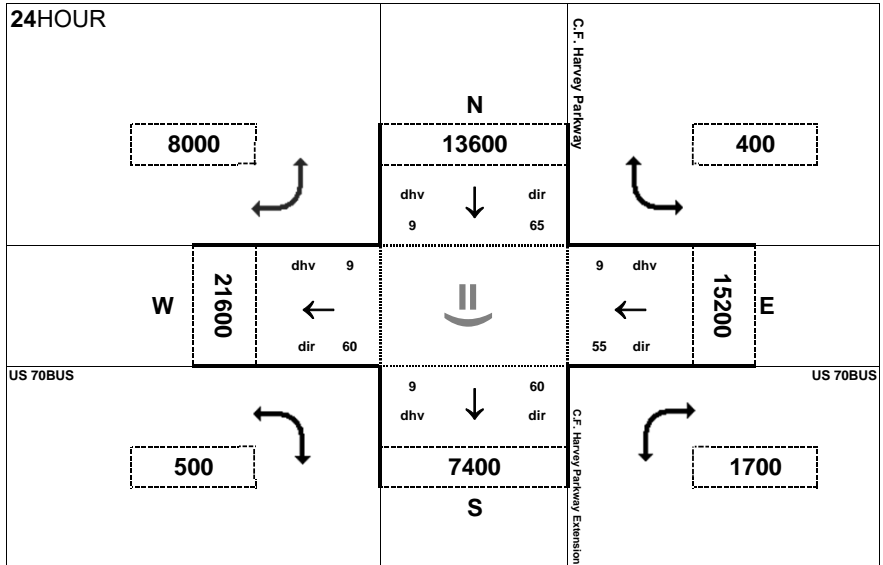 24HOUR
C.F. Harvey Parkway
N
8000
13600
400
dhv
dir
9
65
dhv 9
9 dhv
W
21600
15200
E
dir 60
55 dir
US 70BUS
US 70BUS
9
60
dhv
dir
C.F. Harvey Parkway Extension
500
7400
1700
S